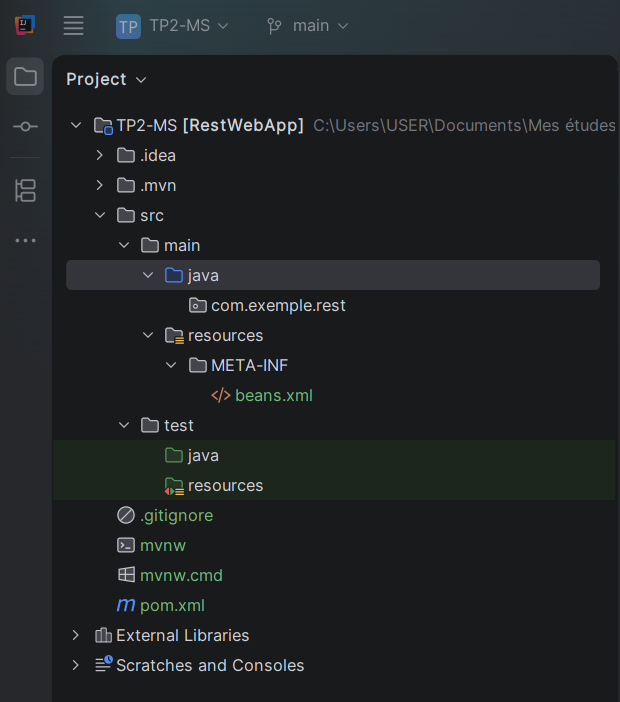 TP TP2-MS main
Project
TP2-MS [RestWebApp] C:\Users\USER\Documents\Mes études
.idea
.mvn
src
main
java
com.exemple.rest
resources
META-INF
beans.xml
test
java
resources
.gitignore
mvnw
mvnw.cmd
pom.xml
External Libraries
Scratches and Consoles